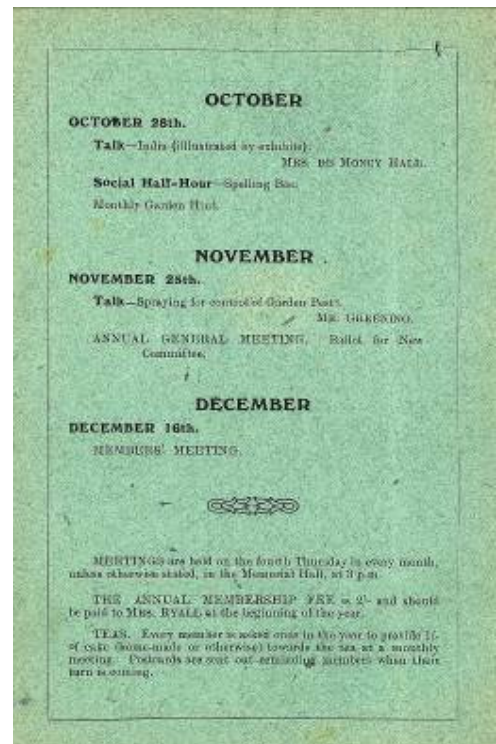 OCTOBER
OCTOBER 28th.
Talk—India (illustrated by exhibits).
MRS. DE MONCY HALE.
Social Half-Hour—Spelling Bee.
Monthly Garden Hint.
NOVEMBER
NOVEMBER 25th.
Talk—Spraying for control of Garden Pests.
MR.
ANNUAL GENERAL MEETING. Ballot for New
Committee.
DECEMBER
DECEMBER 16th.
MEMBERS' MEETING.
MEETINGS are held on the fourth Thursday in every month,
unless otherwise stated, in the Memorial Hall, at 3 p.m.
THE ANNUAL MEMBERSHIP FEE is 2/- and should
be paid to MRS. RYALL at the beginning of the year.
TEAS. Every member is asked once in the year to provide 1/-
of cake (home-made or otherwise) towards the tea at a monthly
meeting. Postcards are sent out reminding members when their
turn is coming.